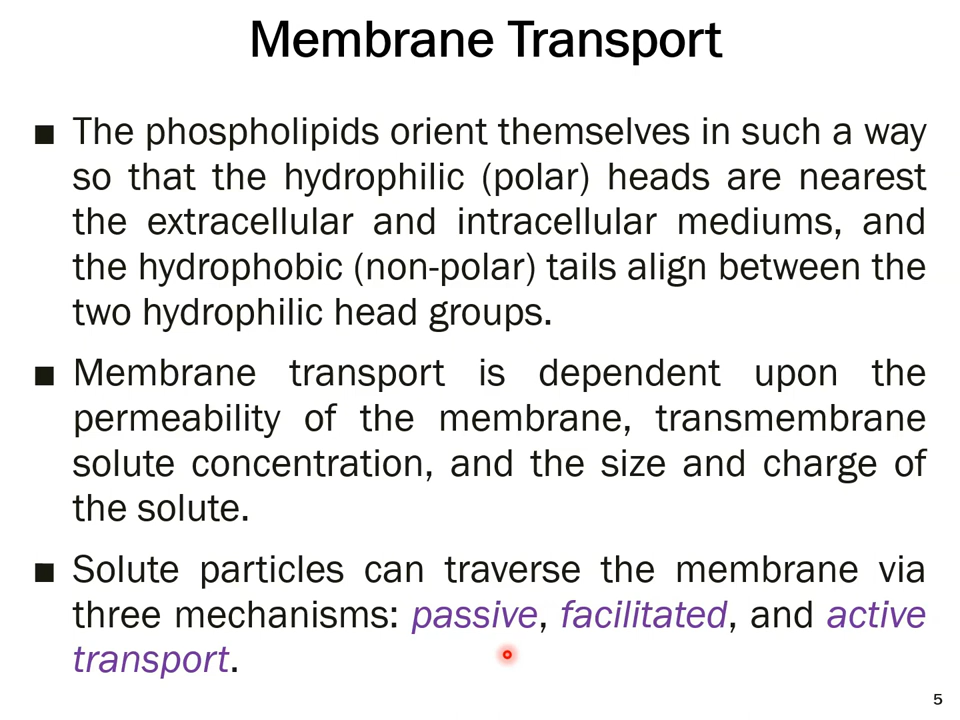 Membrane Transport
■ The phospholipids orient themselves in such a way
so that the hydrophilic (polar) heads are nearest
the extracellular and intracellular mediums, and
the hydrophobic (non-polar) tails align between the
two hydrophilic head groups.
■ Membrane transport is dependent upon the
permeability of the membrane, transmembrane
solute concentration, and the size and charge of
the solute.
■ Solute particles can traverse the membrane via
three mechanisms: passive, facilitated, and active
transport.
5